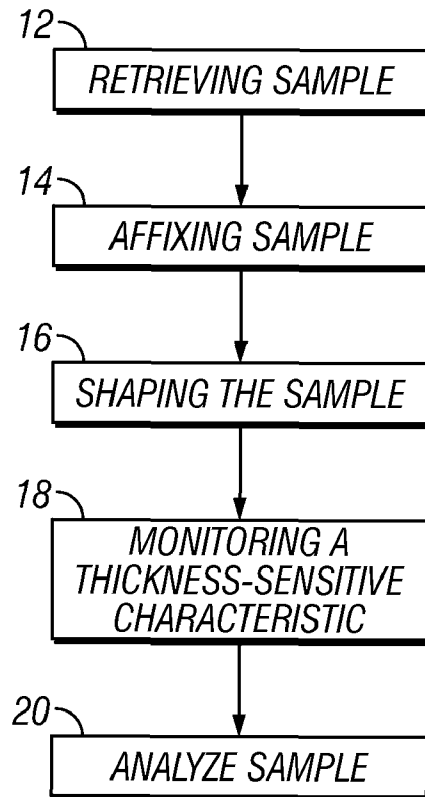 12
RETRIEVING SAMPLE
14
AFFIXING SAMPLE
16
SHAPING THE SAMPLE
18
MONITORING A
THICKNESS-SENSITIVE
CHARACTERISTIC
20
ANALYZE SAMPLE